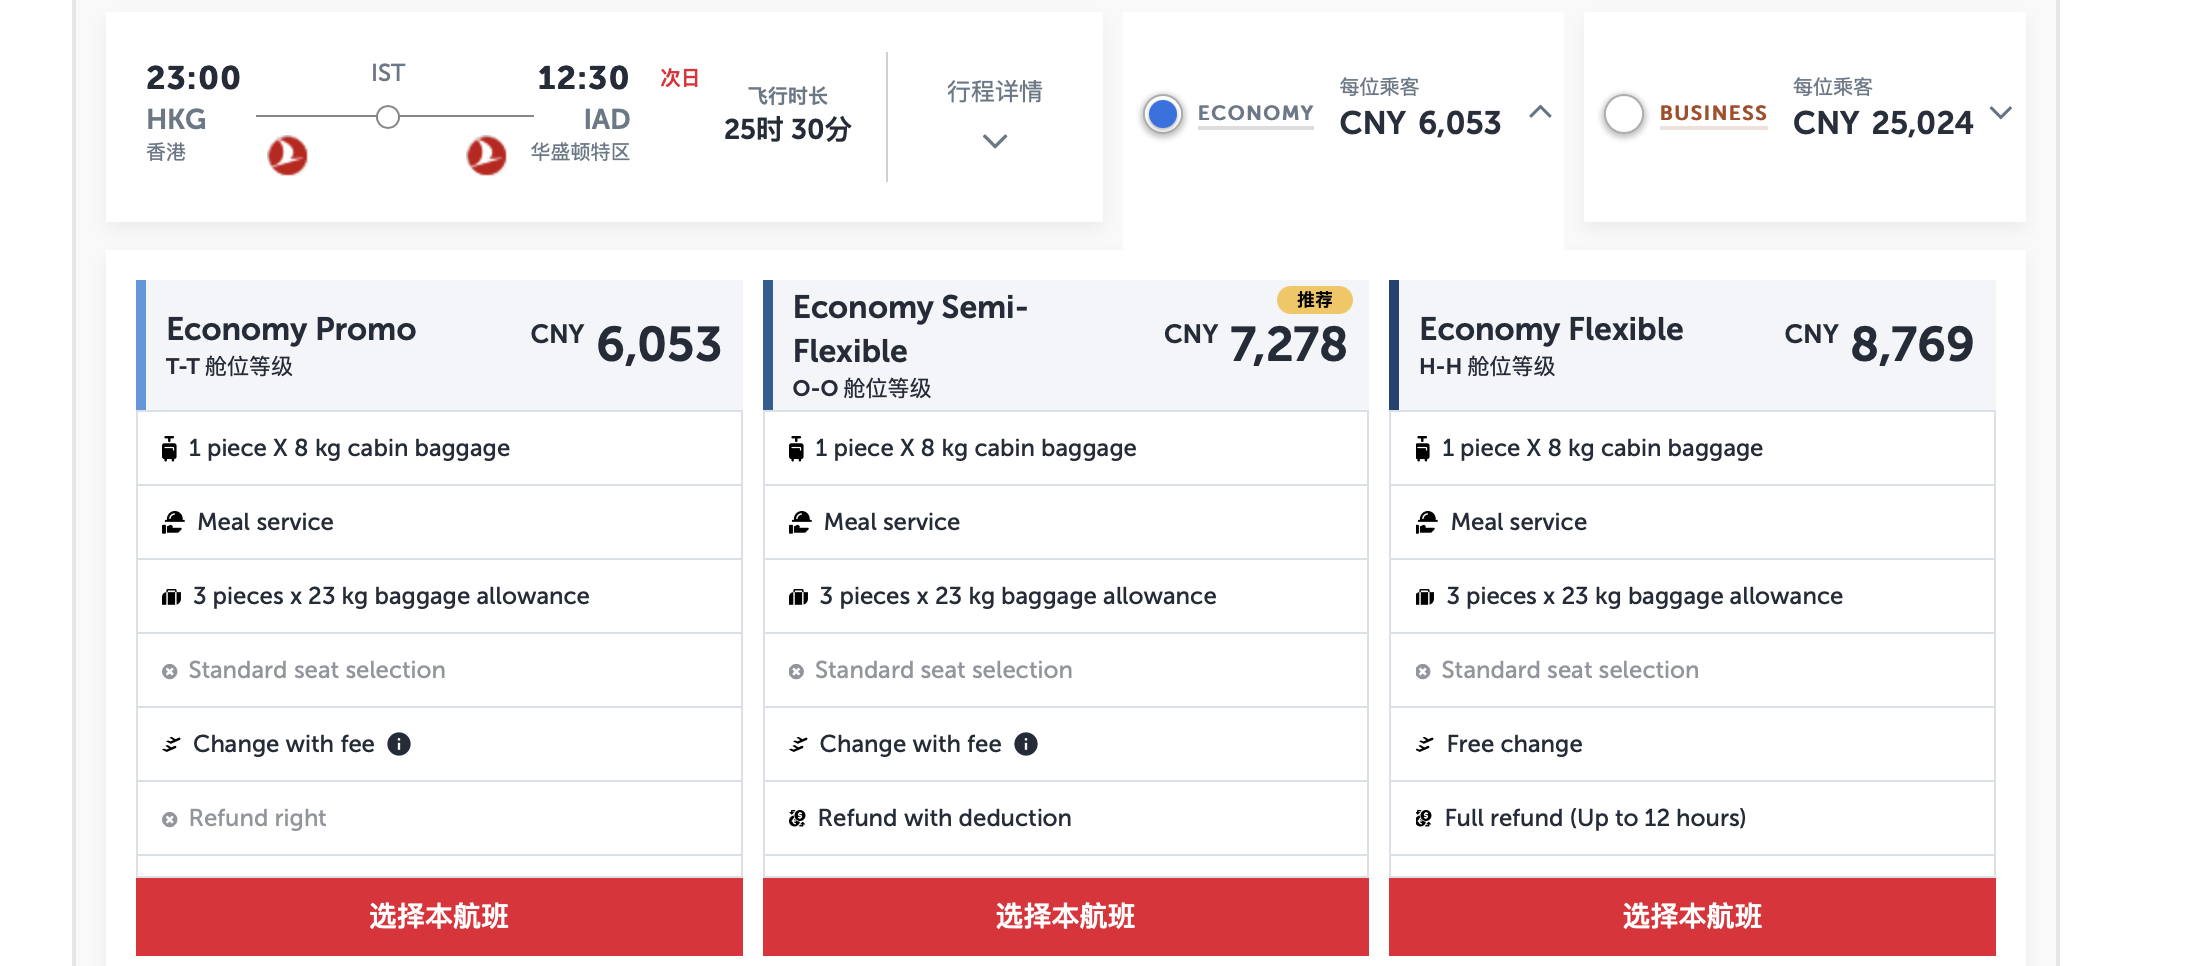 23:00
HKG
香港
IST
12:30 次日
IAD
华盛顿特区
飞行时长
25时 30分
行程详情
ECONOMY
每位乘客
CNY 6,053
BUSINESS
每位乘客
CNY 25,024
Economy Promo
T-T 舱位等级
CNY 6,053
1 piece X 8 kg cabin baggage
Meal service
3 pieces x 23 kg baggage allowance
Standard seat selection
Change with fee
Refund right
选择本航班
推荐
Economy Semi-
Flexible
O-O 舱位等级
CNY 7,278
1 piece X 8 kg cabin baggage
Meal service
3 pieces x 23 kg baggage allowance
Standard seat selection
Change with fee
Refund with deduction
选择本航班
Economy Flexible
H-H 舱位等级
CNY 8,769
1 piece X 8 kg cabin baggage
Meal service
3 pieces x 23 kg baggage allowance
Standard seat selection
Free change
Full refund (Up to 12 hours)
选择本航班